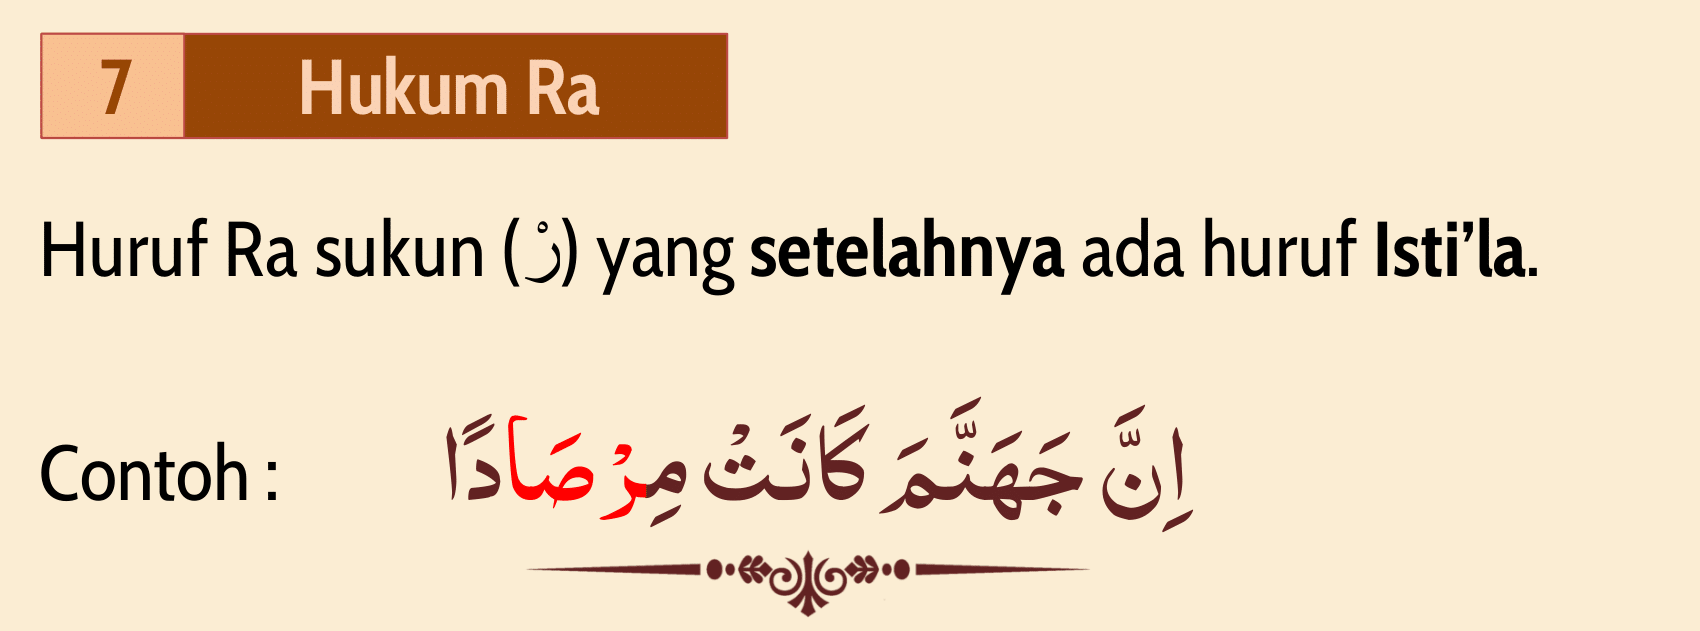 7 Hukum Ra
Huruf Ra sukun (رْ) yang setelahnya ada huruf Isti’la.
Contoh : اِنَّ جَهَنَّمَ كَانَتْ مِرْصَادًا